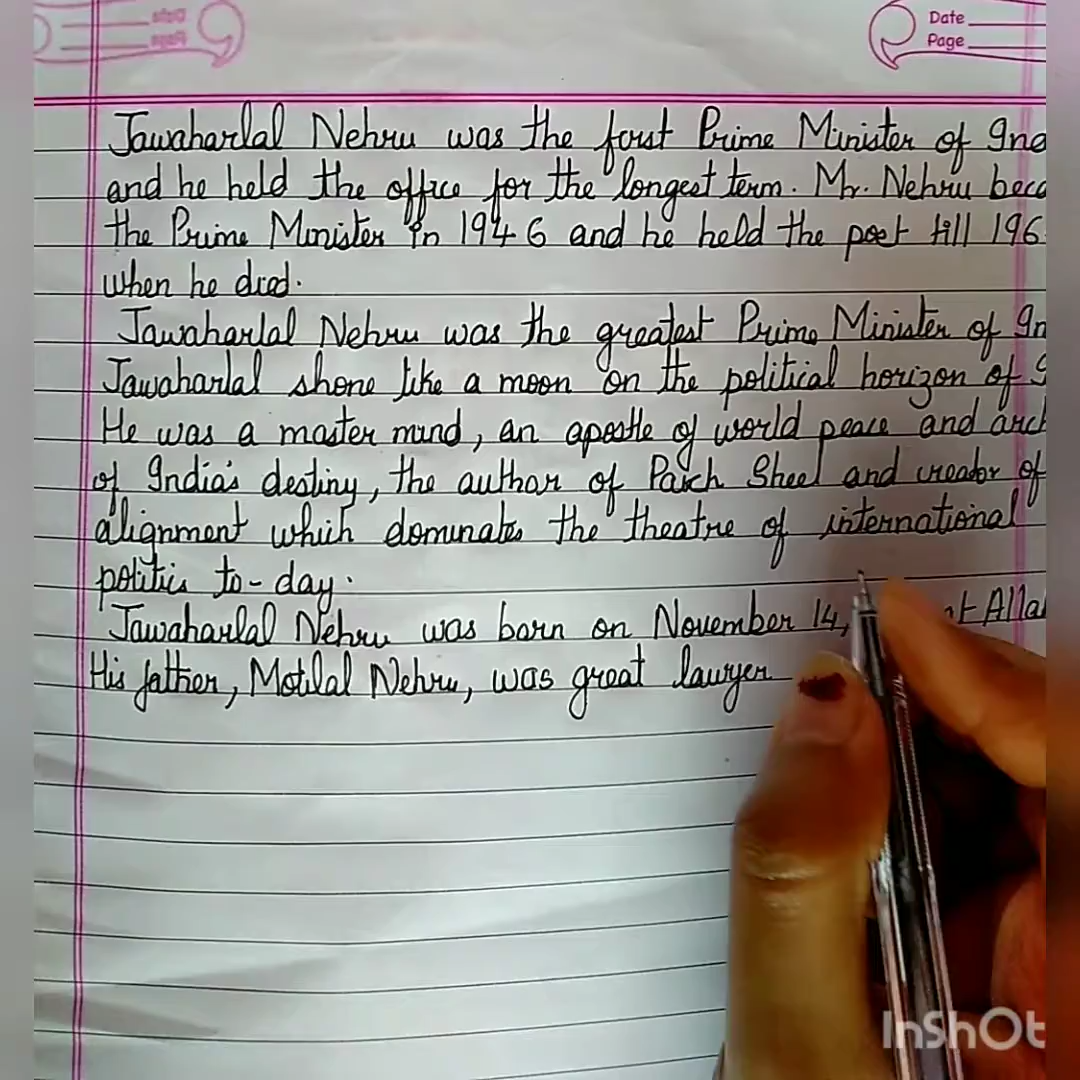 Date
Page
Jawaharlal Nehru was the first Prime Minister of Ind
and he held the office for the longest term. Mr. Nehru beca
the Prime Minister in 1946 and he held the post till 196
when he died.
Jawaharlal Nehru was the greatest Prime Minister of In
Jawaharlal shone like a moon on the political horizon of
He was a master mind, an apostle of world peace and arch
of India's destiny, the author of Panch Sheel and creador of
alignment which dominates the theatre of international
politics to-day.
Jawaharlal Nehru was born on November 14, at Alla
His father, Motilal Nehru, was great lawyer
InShOt